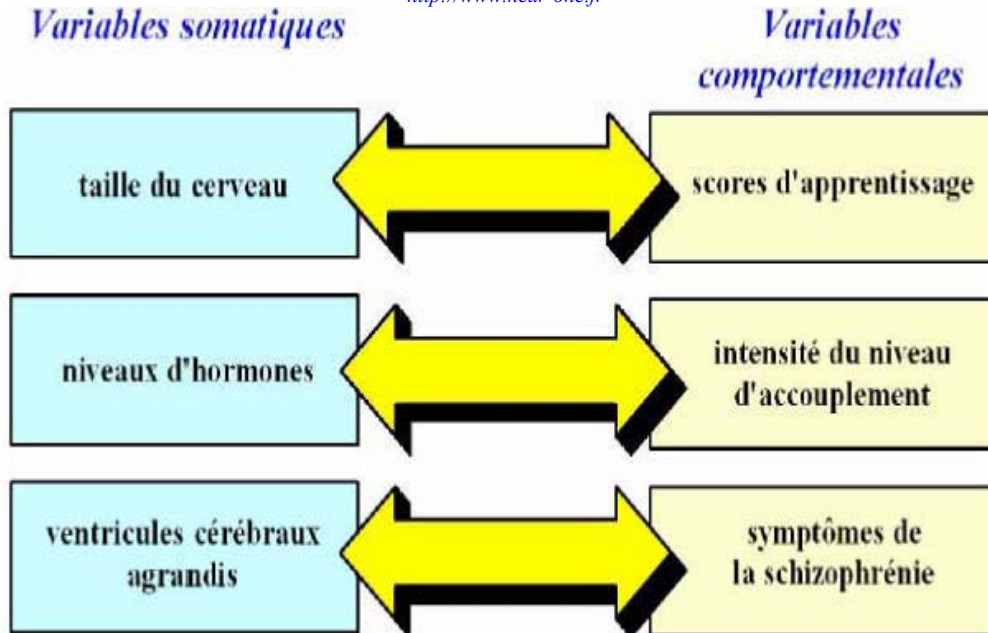 Variables somatiques
Variables
comportementales
taille du cerveau
scores d'apprentissage
niveaux d'hormones
intensité du niveau
d'accouplement
ventricules cérébraux
agrandis
symptômes de
la schizophrénie